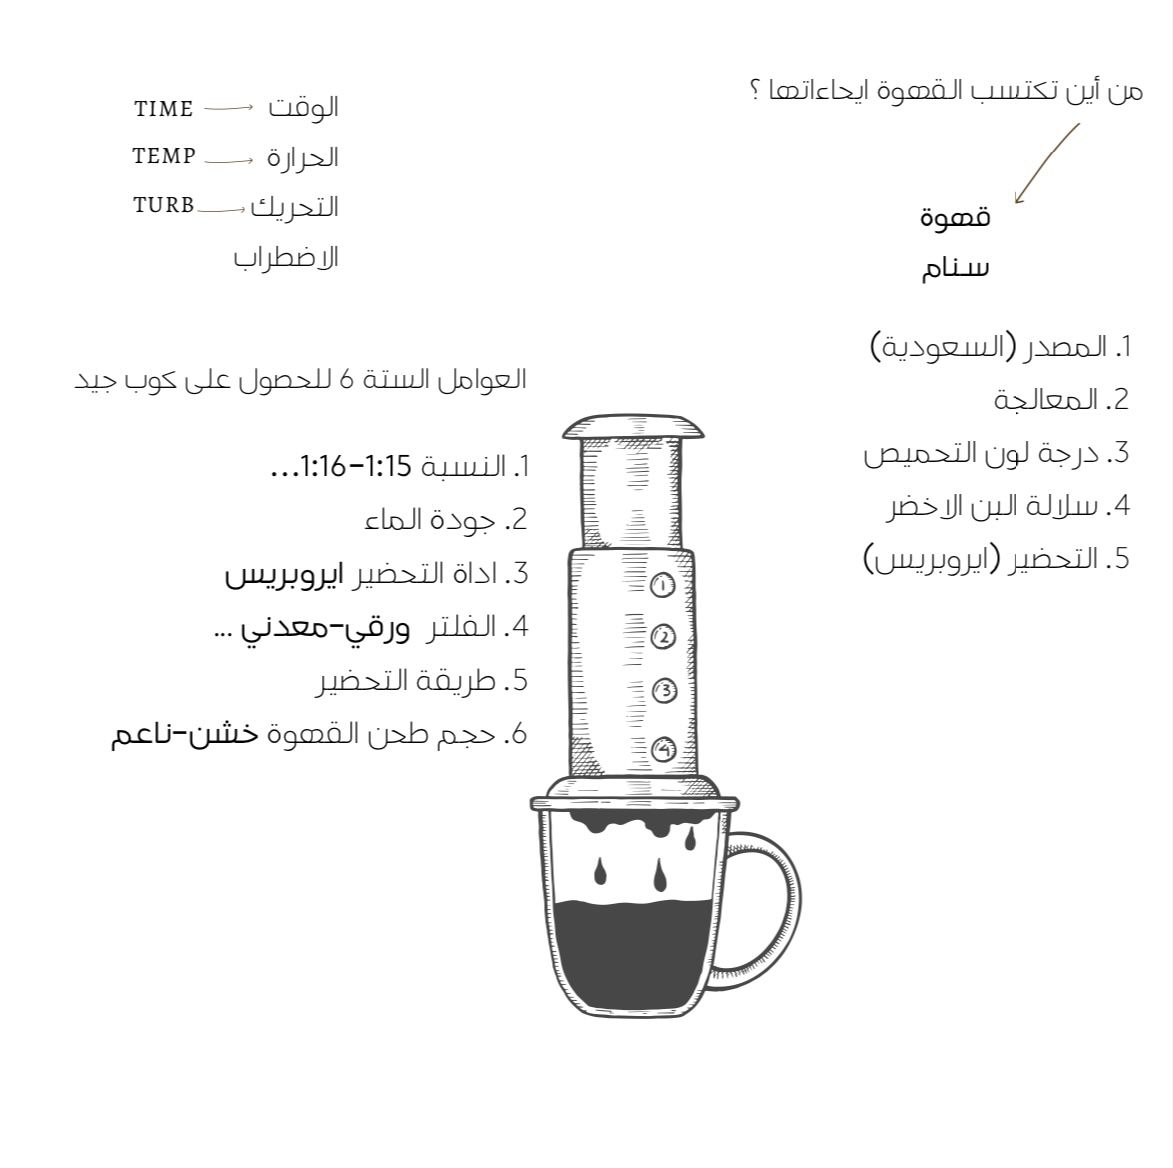 من أين تكتسب القهوة ايحاءاتها ؟
قهوة
سنام
1. المصدر (السعودية)
2. المعالجة
3. درجة لون التحميص
4. سلالة البن الاخضر
5. التحضير (ايروبريس)
الوقت TIME
الحرارة TEMP
التحريك TURB
الاضطراب
العوامل الستة 6 للحصول على كوب جيد
1. النسبة 1:15-1:16...
2. جودة الماء
3. اداة التحضير ايروبريس
4. الفلتر ورقي-معدني ...
5. طريقة التحضير
6. حجم طحن القهوة خشن-ناعم
1
2
3
4